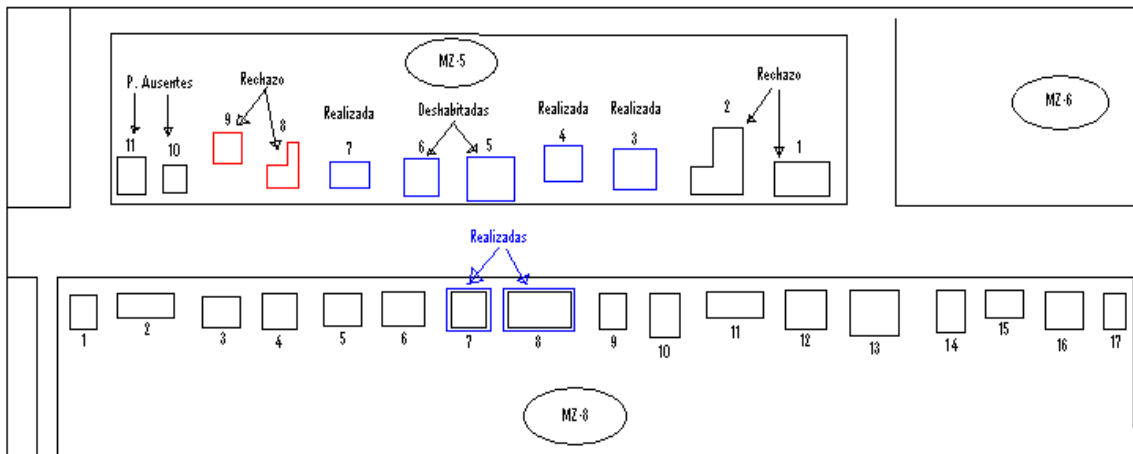 MZ-5
MZ-6
P. Ausentes
Rechazo
Realizada
Deshabitadas
Realizada
Realizada
Rechazo
11
10
9
8
7
6
5
4
3
2
1
Realizadas
1
2
3
4
5
6
7
8
9
10
11
12
13
14
15
16
17
MZ-8